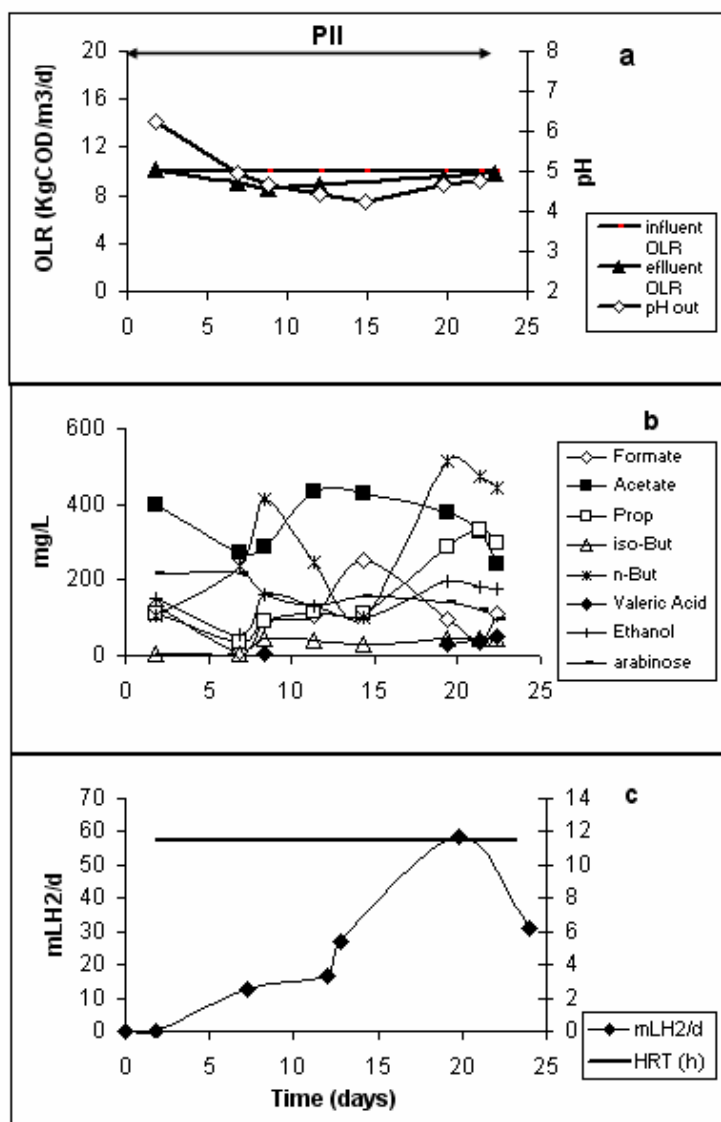 PII
a
20
16
12
8
4
0
OLR (KgCOD/m3/d)
8
7
6
5
4
3
2
pH
0 5 10 15 20 25
influent
OLR
eflluent
OLR
pH out
b
600
400
200
0
mg/L
0 5 10 15 20 25
Formate
Acetate
Prop
iso-But
n-But
Valeric Acid
Ethanol
arabinose
c
70
60
50
40
30
20
10
0
mLH2/d
14
12
10
8
6
4
2
0
0 5 10 15 20 25
Time (days)
mLH2/d
HRT (h)